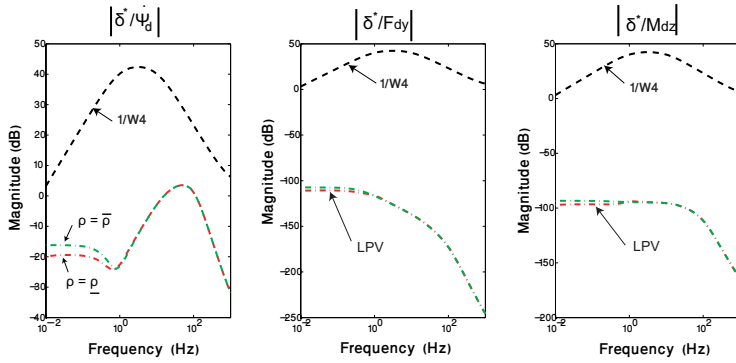 |δ*/Ψ̇d|
Magnitude (dB)
50
40
30
20
10
0
−10
−20
−30
−40
1/W4
ρ = ρ̅
ρ = ρ̲
10⁻² 10⁰ 10²
Frequency (Hz)
|δ*/Fdy|
Magnitude (dB)
50
0
−50
−100
−150
−200
−250
1/W4
LPV
10⁻² 10⁰ 10²
Frequency (Hz)
|δ*/Mdz|
Magnitude (dB)
50
0
−50
−100
−150
−200
1/W4
LPV
10⁻² 10⁰ 10²
Frequency (Hz)